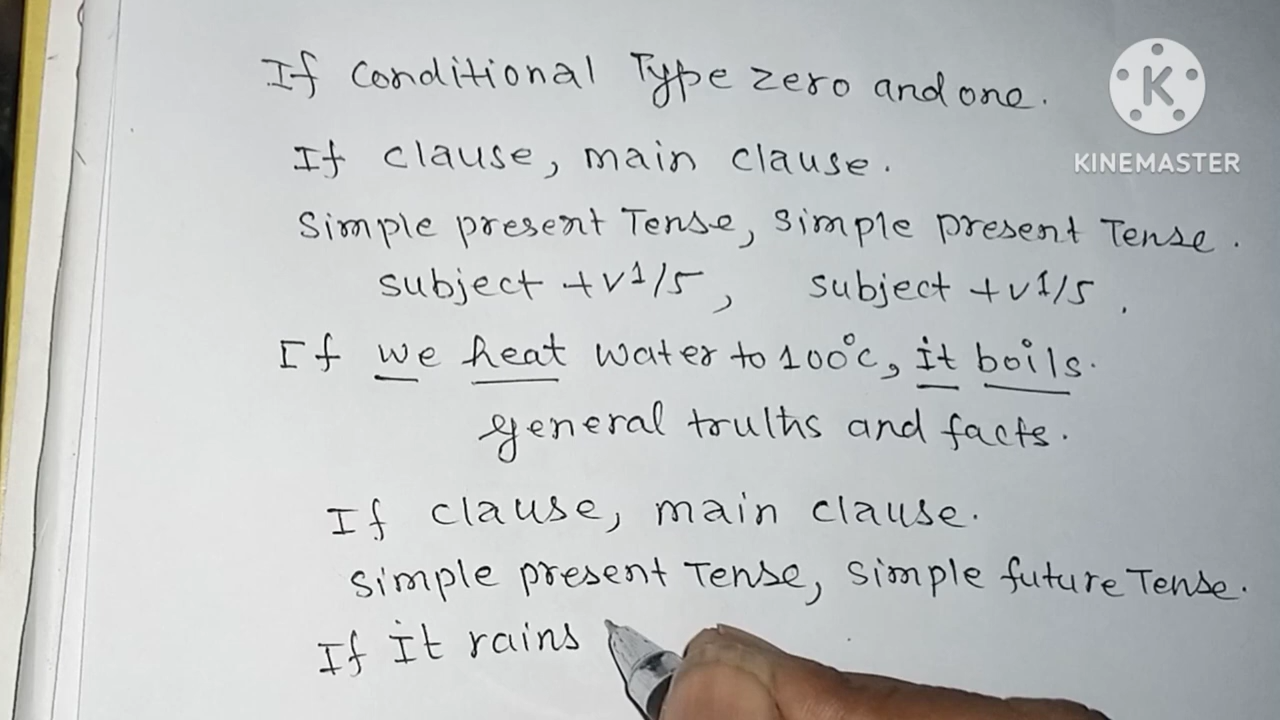 If conditional Type zero and one.
If clause, main clause.
Simple present Tense, simple present Tense.
subject + v1/5, subject + v1/5.
If we heat water to 100°c, it boils.
general truths and facts.
If clause, main clause.
Simple present Tense, simple future Tense.
If it rains
K
KINEMASTER